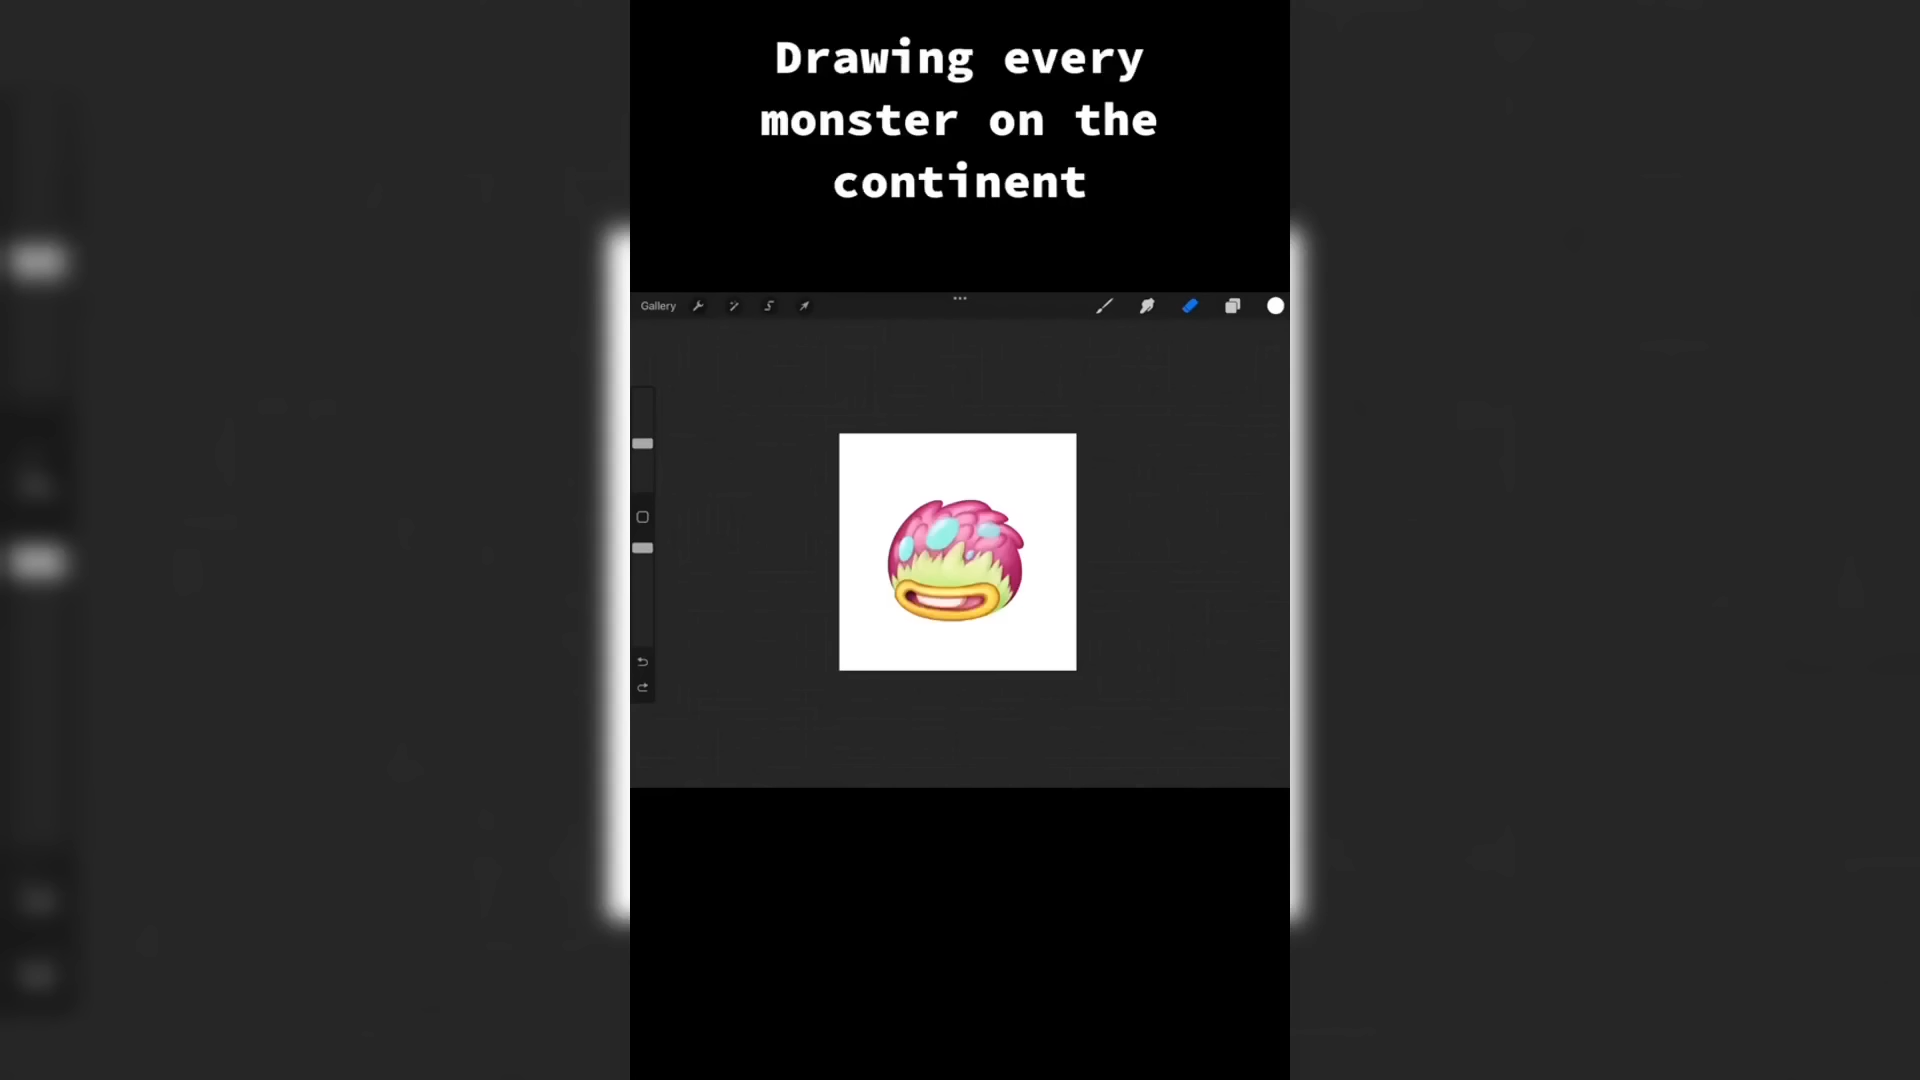 Drawing every
monster on the
continent
Gallery